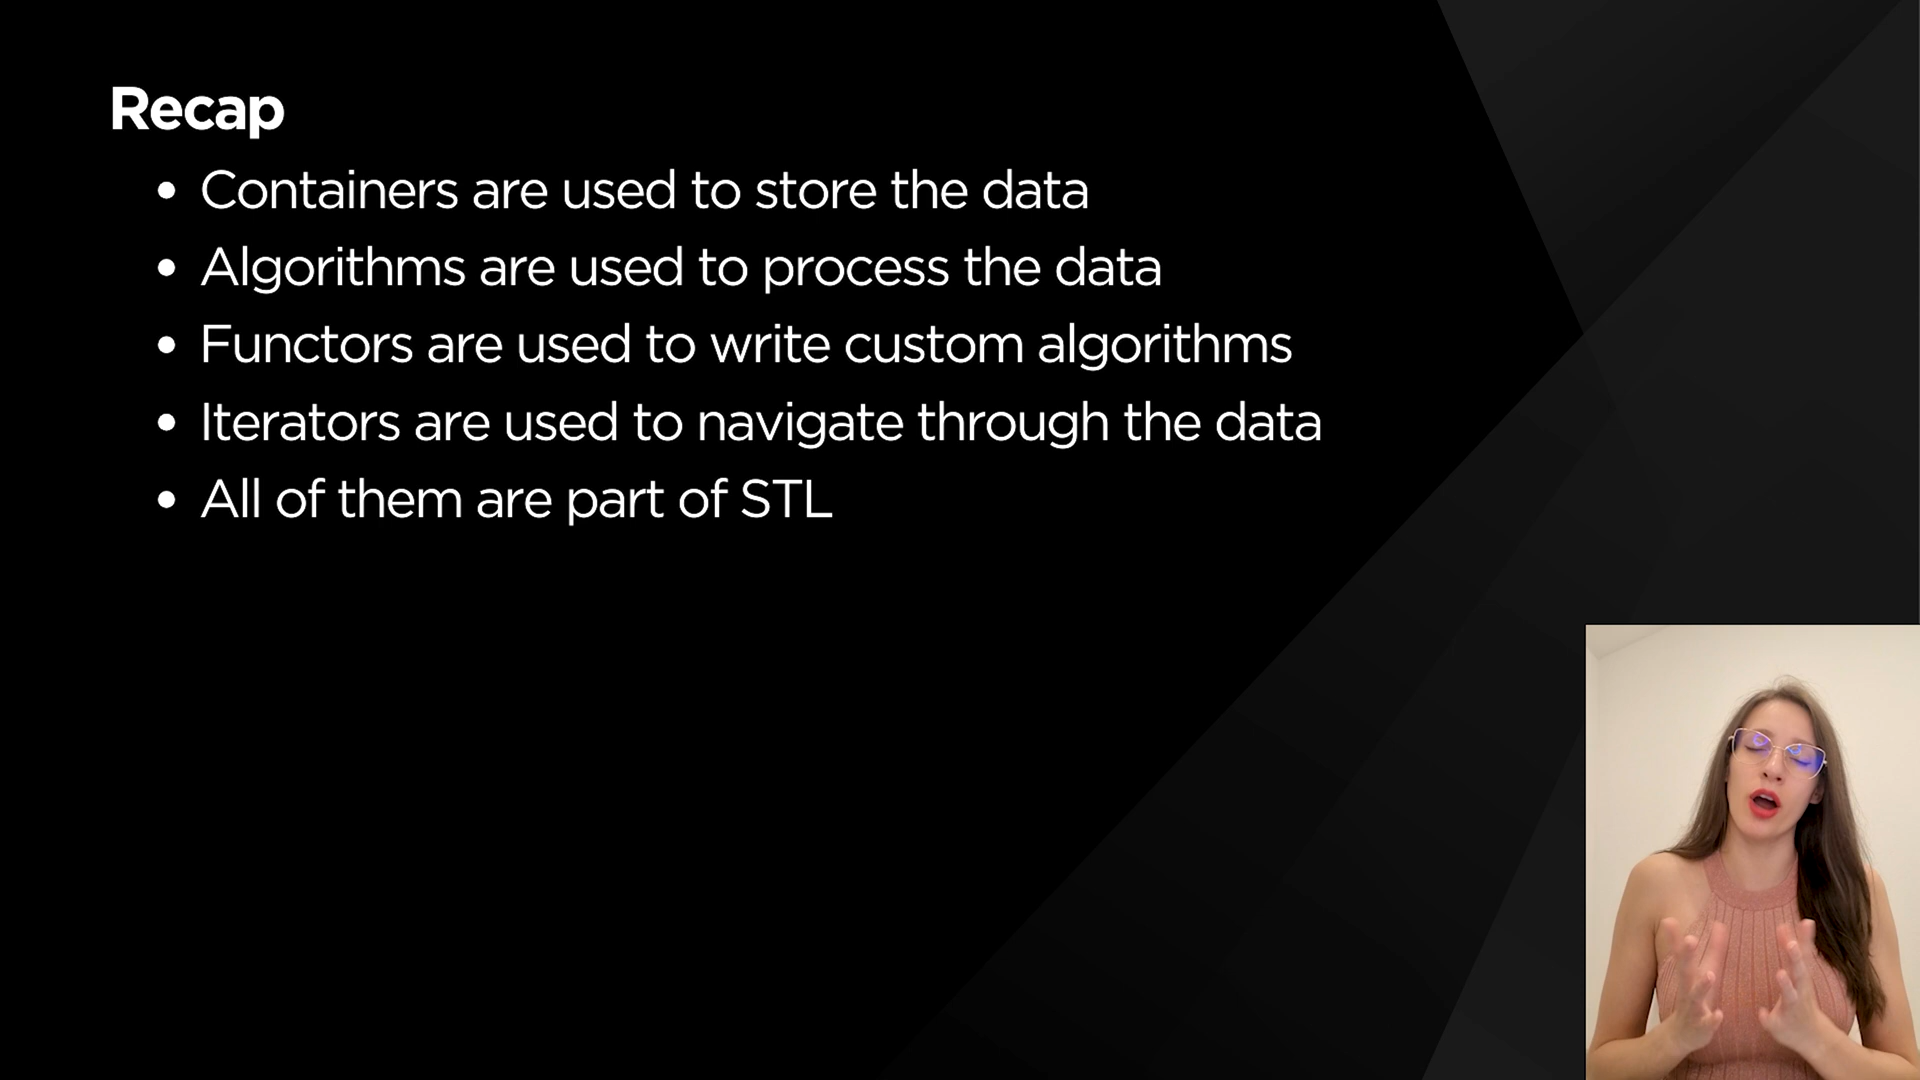 Recap
• Containers are used to store the data
• Algorithms are used to process the data
• Functors are used to write custom algorithms
• Iterators are used to navigate through the data
• All of them are part of STL